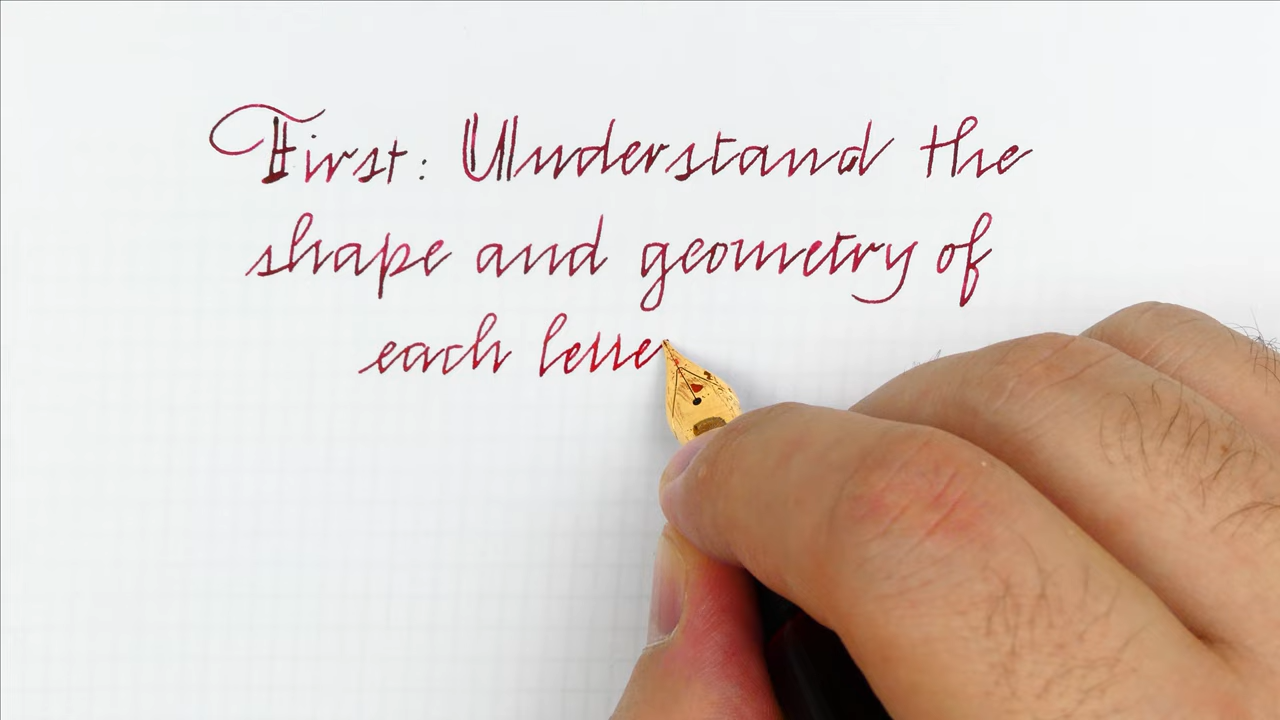 First: Understand the
shape and geometry of
each lette